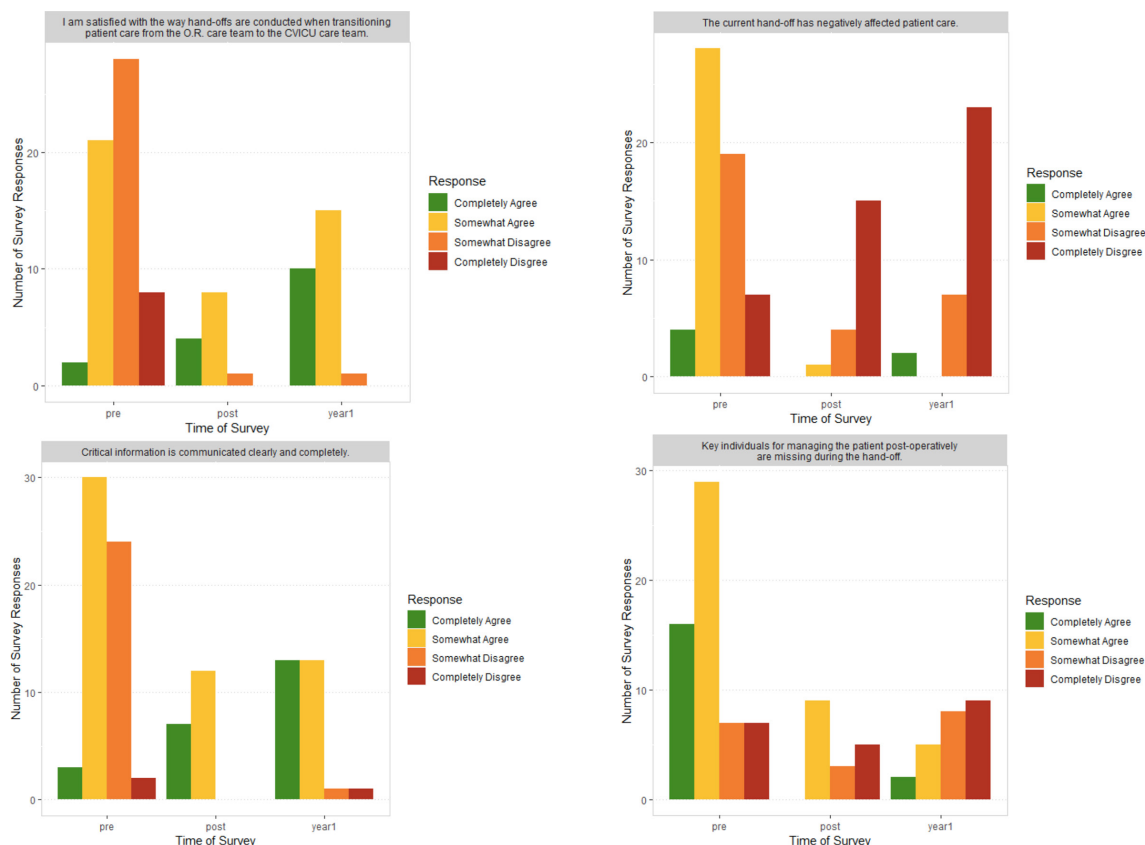 I am satisfied with the way hand-offs are conducted when transitioning
patient care from the O.R. care team to the CVICU care team.
Number of Survey Responses
20
10
0
pre
post
year1
Time of Survey
Response
Completely Agree
Somewhat Agree
Somewhat Disagree
Completely Disgree
The current hand-off has negatively affected patient care.
Number of Survey Responses
20
10
0
pre
post
year1
Time of Survey
Response
Completely Agree
Somewhat Agree
Somewhat Disagree
Completely Disgree
Critical information is communicated clearly and completely.
Number of Survey Responses
30
20
10
0
pre
post
year1
Time of Survey
Response
Completely Agree
Somewhat Agree
Somewhat Disagree
Completely Disgree
Key individuals for managing the patient post-operatively
are missing during the hand-off.
Number of Survey Responses
30
20
10
0
pre
post
year1
Time of Survey
Response
Completely Agree
Somewhat Agree
Somewhat Disagree
Completely Disgree